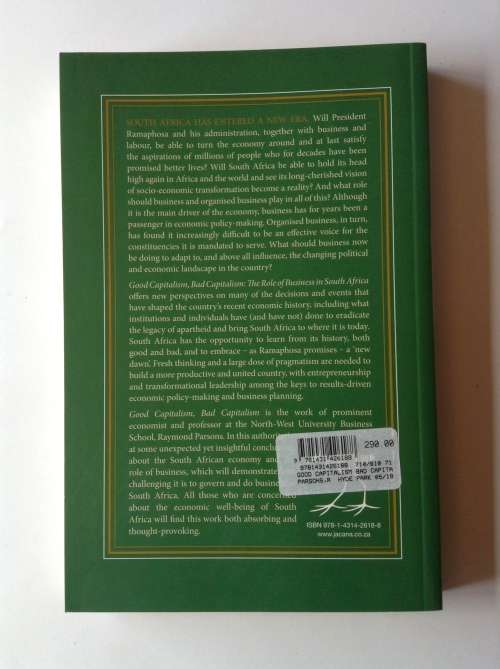 SOUTH AFRICA HAS ENTERED A NEW ERA. Will President
Ramaphosa and his administration, together with business and
labour, be able to turn the economy around and at last satisfy
the aspirations of millions of people who for decades have been
promised better lives? Will South Africa be able to hold its head
high again in Africa and the world and see its long-cherished vision
of socio-economic transformation become a reality? And what role
should business and organised business play in all of this? Although
it is the main driver of the economy, business has for years been a
passenger in economic policy-making. Organised business, in turn,
has found it increasingly difficult to be an effective voice for the
constituencies it is mandated to serve. What should business now
be doing to adapt to, and above all influence, the changing political
and economic landscape in the country?
Good Capitalism, Bad Capitalism: The Role of Business in South Africa
offers new perspectives on many of the decisions and events that
have shaped the country's recent economic history, including what
institutions and individuals have (and have not) done to eradicate
the legacy of apartheid and bring South Africa to where it is today.
South Africa has the opportunity to learn from its history, both
good and bad, and to embrace – as Ramaphosa promises – a 'new
dawn'. Fresh thinking and a large dose of pragmatism are needed to
build a more productive and united country, with entrepreneurship
and transformational leadership among the keys to results-driven
economic policy-making and business planning.
Good Capitalism, Bad Capitalism is the work of prominent
economist and professor at the North-West University Business
School, Raymond Parsons. In this
at some unexpected yet insightful
about the South African economy
role of business, which will demonstrate
challenging it is to govern and do
South Africa. All those who are
about the economic well-being of South
Africa will find this work both absorbing and
thought-provoking.
290.00
9 781431 426188
9781431426188 710/810 71
GOOD CAPITALISM BAD CAPITA
PARSONS.R HYDE PARK 05/18
ISBN 978-1-4314-2618-8
www.jacana.co.za